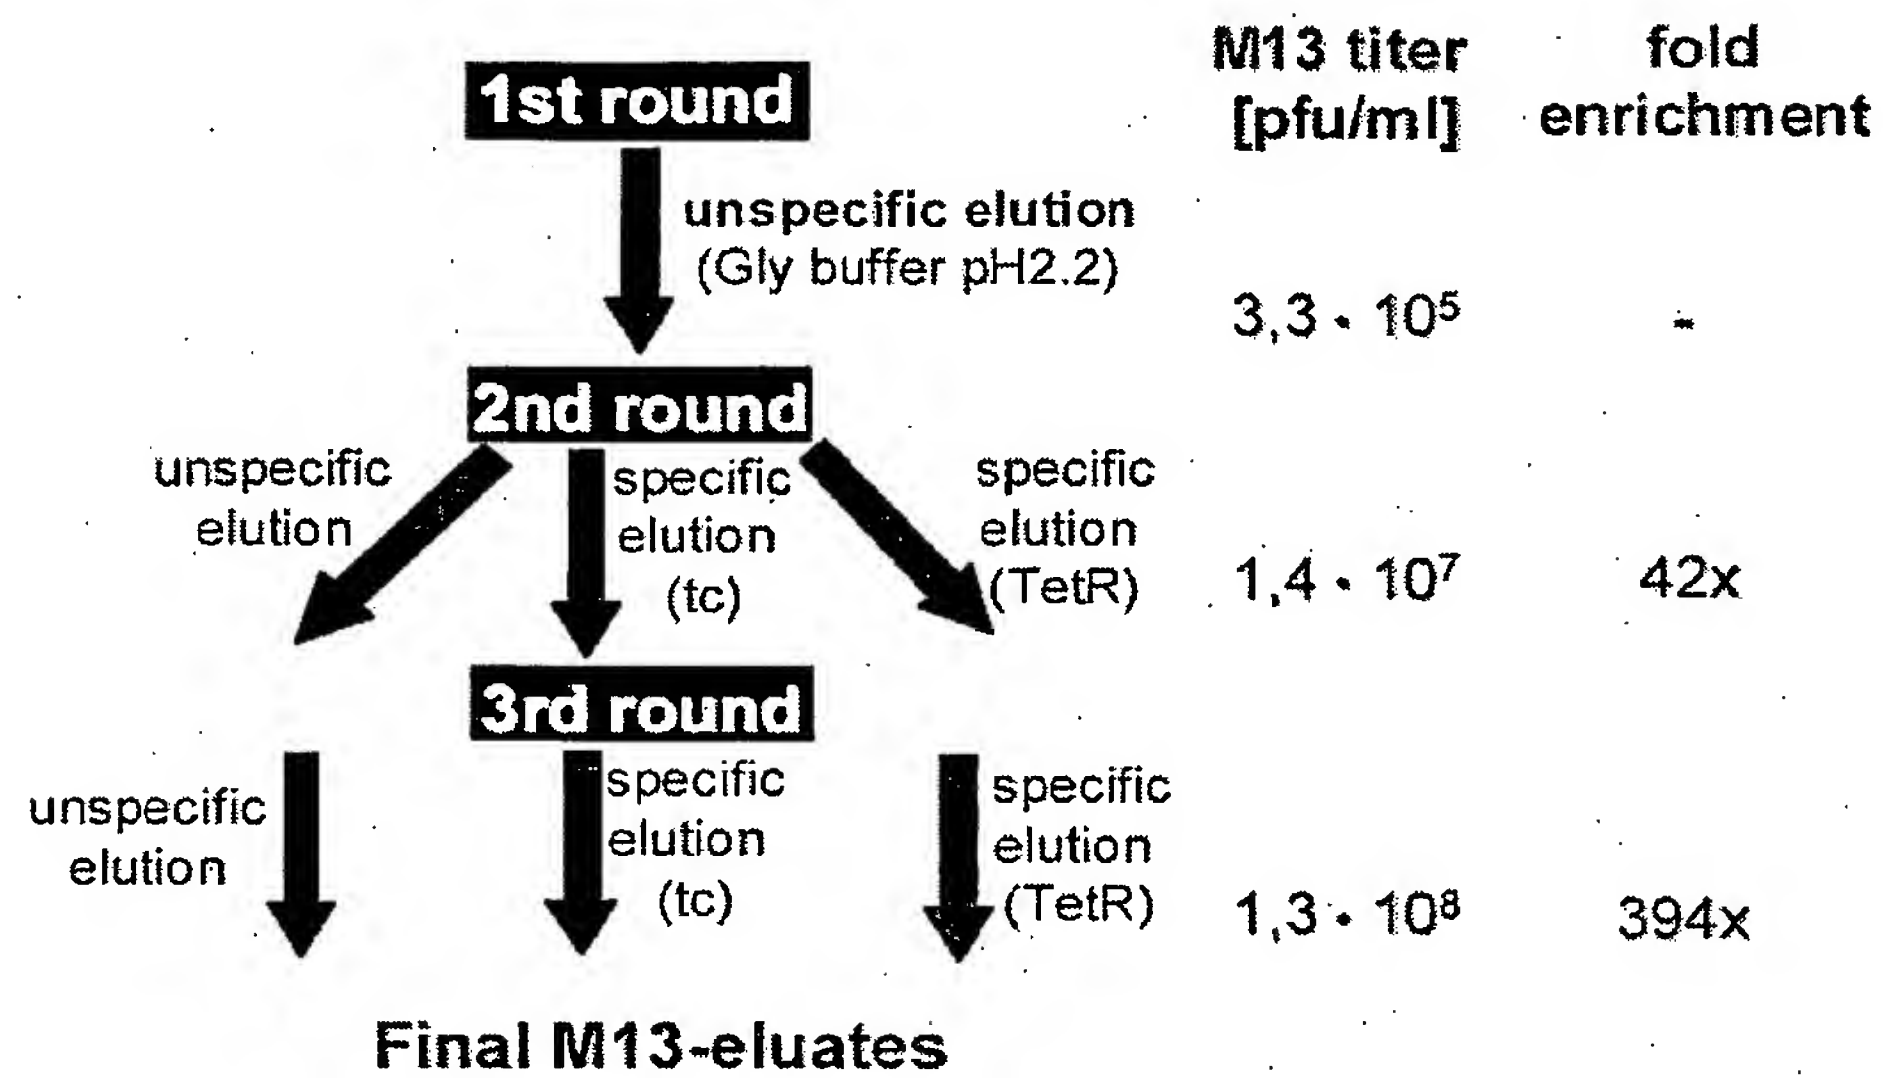 M13 titer
[pfu/ml]
fold
enrichment
1st round
unspecific elution
(Gly buffer pH2.2)
3,3 • 10⁵
-
2nd round
unspecific
elution
specific
elution
(tc)
specific
elution
(TetR)
1,4 • 10⁷
42x
3rd round
unspecific
elution
specific
elution
(tc)
specific
elution
(TetR)
1,3 • 10⁸
394x
Final M13-eluates